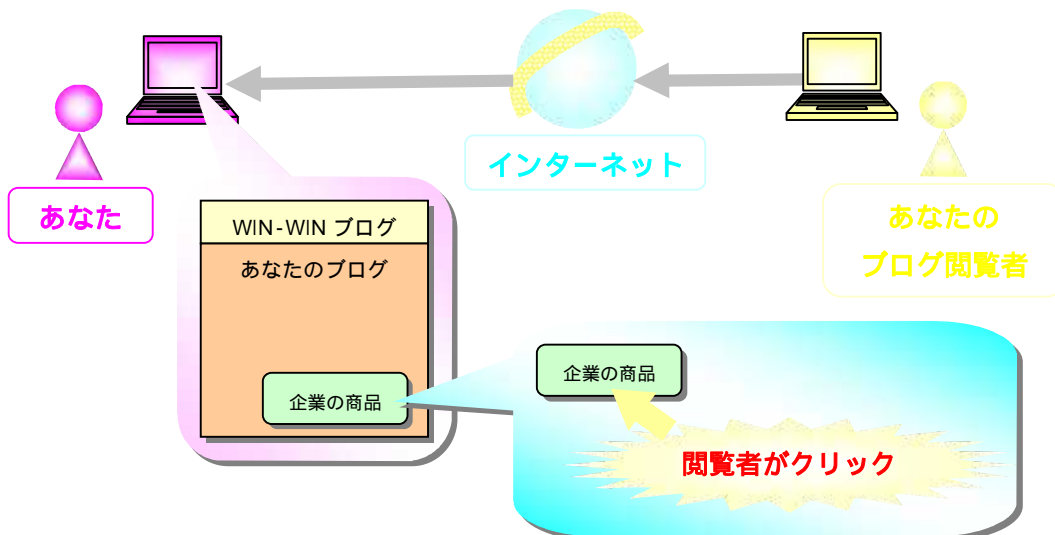 インターネット
あなた
あなたの
ブログ閲覧者
WIN-WIN ブログ
あなたのブログ
企業の商品
企業の商品
閲覧者がクリック